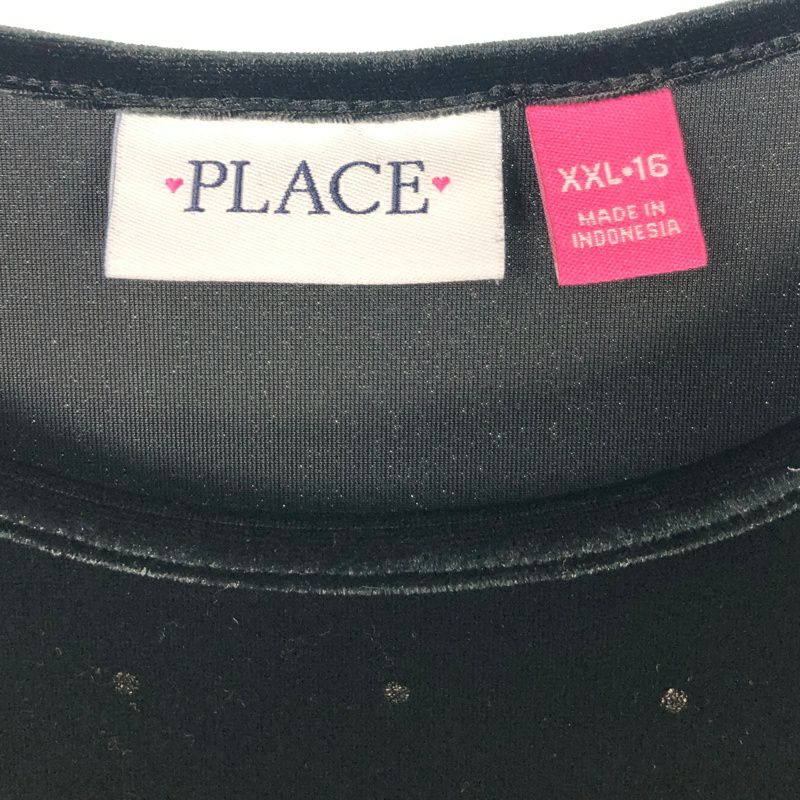 ♥PLACE♥
XXL•16
MADE IN
INDONESIA